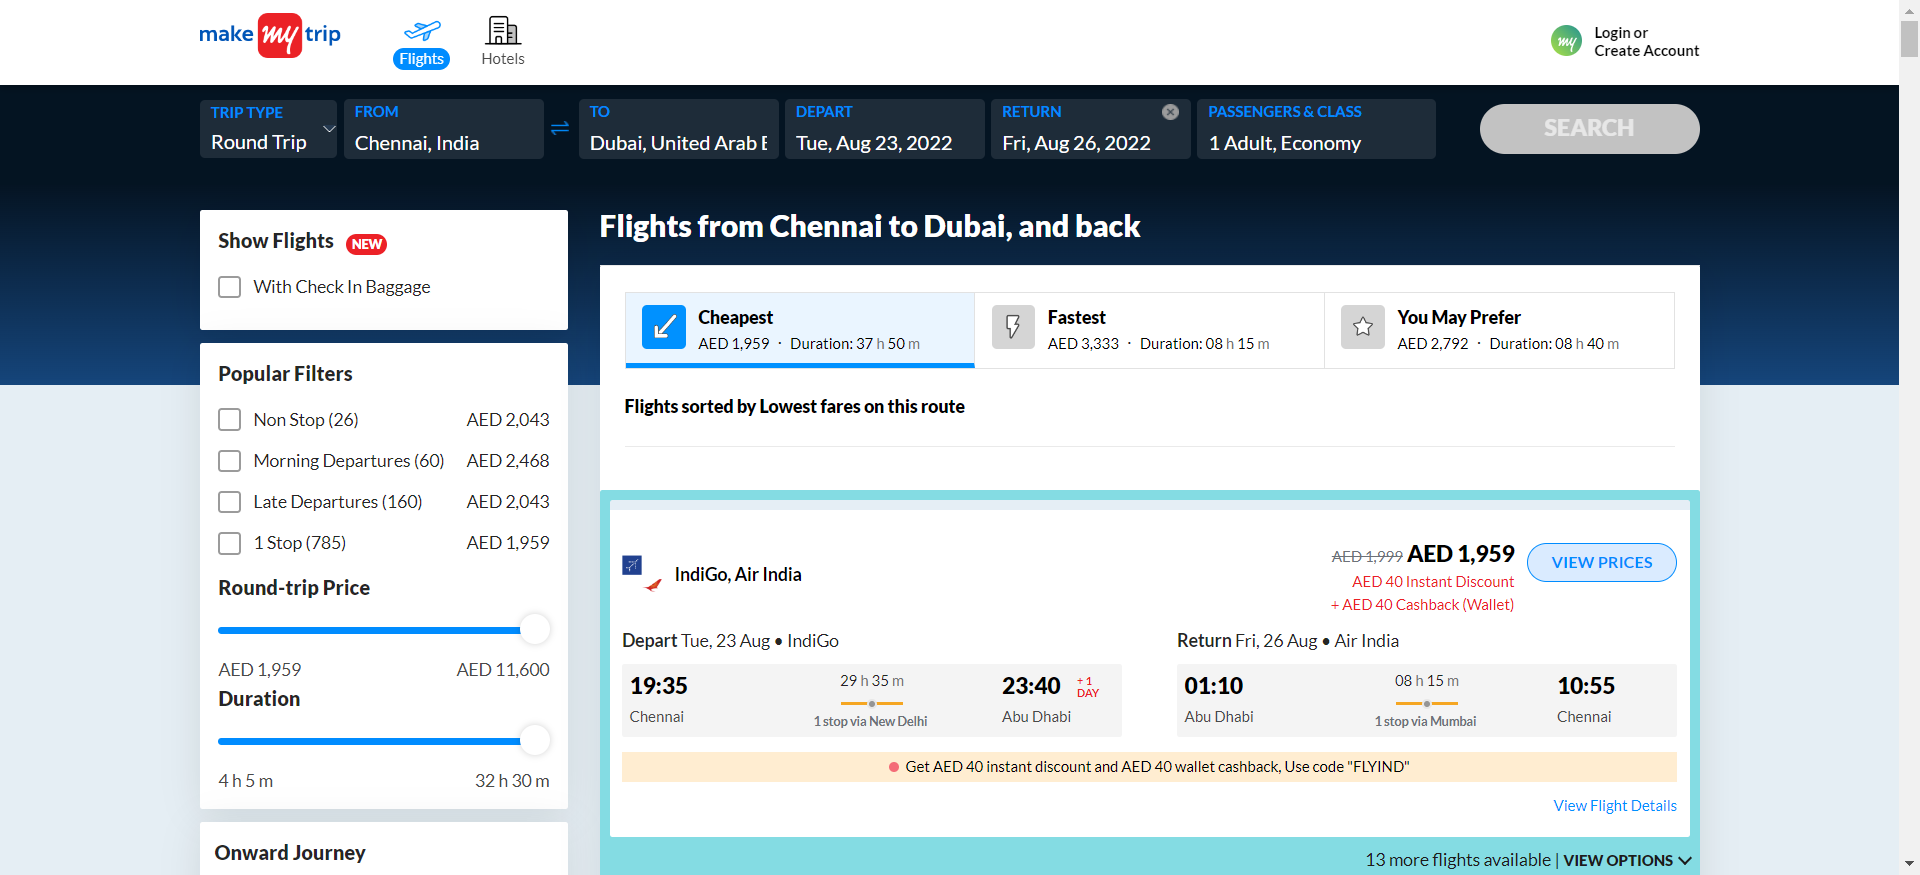 make my trip
Flights
Hotels
my
Login or
Create Account
TRIP TYPE
Round Trip
FROM
Chennai, India
TO
Dubai, United Arab E
DEPART
Tue, Aug 23, 2022
RETURN
Fri, Aug 26, 2022
PASSENGERS & CLASS
1 Adult, Economy
SEARCH
Show Flights NEW
With Check In Baggage
Popular Filters
Non Stop (26) AED 2,043
Morning Departures (60) AED 2,468
Late Departures (160) AED 2,043
1 Stop (785) AED 1,959
Round-trip Price
AED 1,959 AED 11,600
Duration
4 h 5 m 32 h 30 m
Onward Journey
Flights from Chennai to Dubai, and back
Cheapest
AED 1,959 · Duration: 37 h 50 m
Fastest
AED 3,333 · Duration: 08 h 15 m
You May Prefer
AED 2,792 · Duration: 08 h 40 m
Flights sorted by Lowest fares on this route
IndiGo, Air India
AED 1,999 AED 1,959
VIEW PRICES
AED 40 Instant Discount
+ AED 40 Cashback (Wallet)
Depart Tue, 23 Aug • IndiGo
19:35
Chennai
29 h 35 m
1 stop via New Delhi
23:40 + 1 DAY
Abu Dhabi
Return Fri, 26 Aug • Air India
01:10
Abu Dhabi
08 h 15 m
1 stop via Mumbai
10:55
Chennai
Get AED 40 instant discount and AED 40 wallet cashback, Use code "FLYIND"
View Flight Details
13 more flights available | VIEW OPTIONS